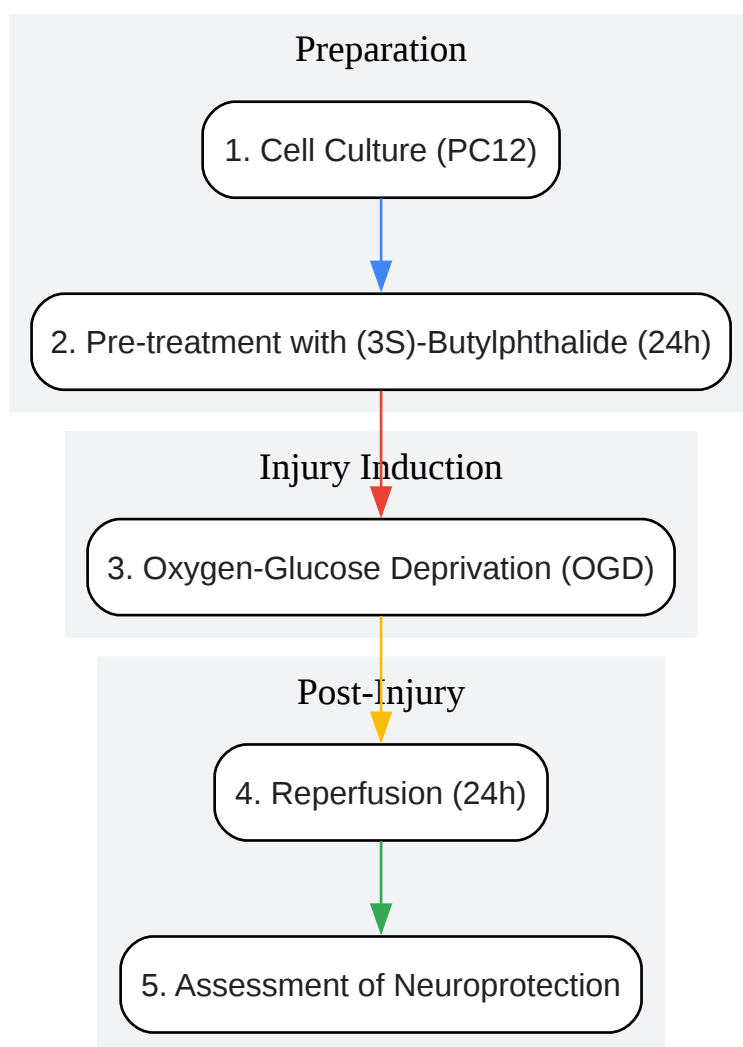 Preparation
1. Cell Culture (PC12)
2. Pre-treatment with (3S)-Butylphthalide (24h)
Injury Induction
3. Oxygen-Glucose Deprivation (OGD)
Post-Injury
4. Reperfusion (24h)
5. Assessment of Neuroprotection